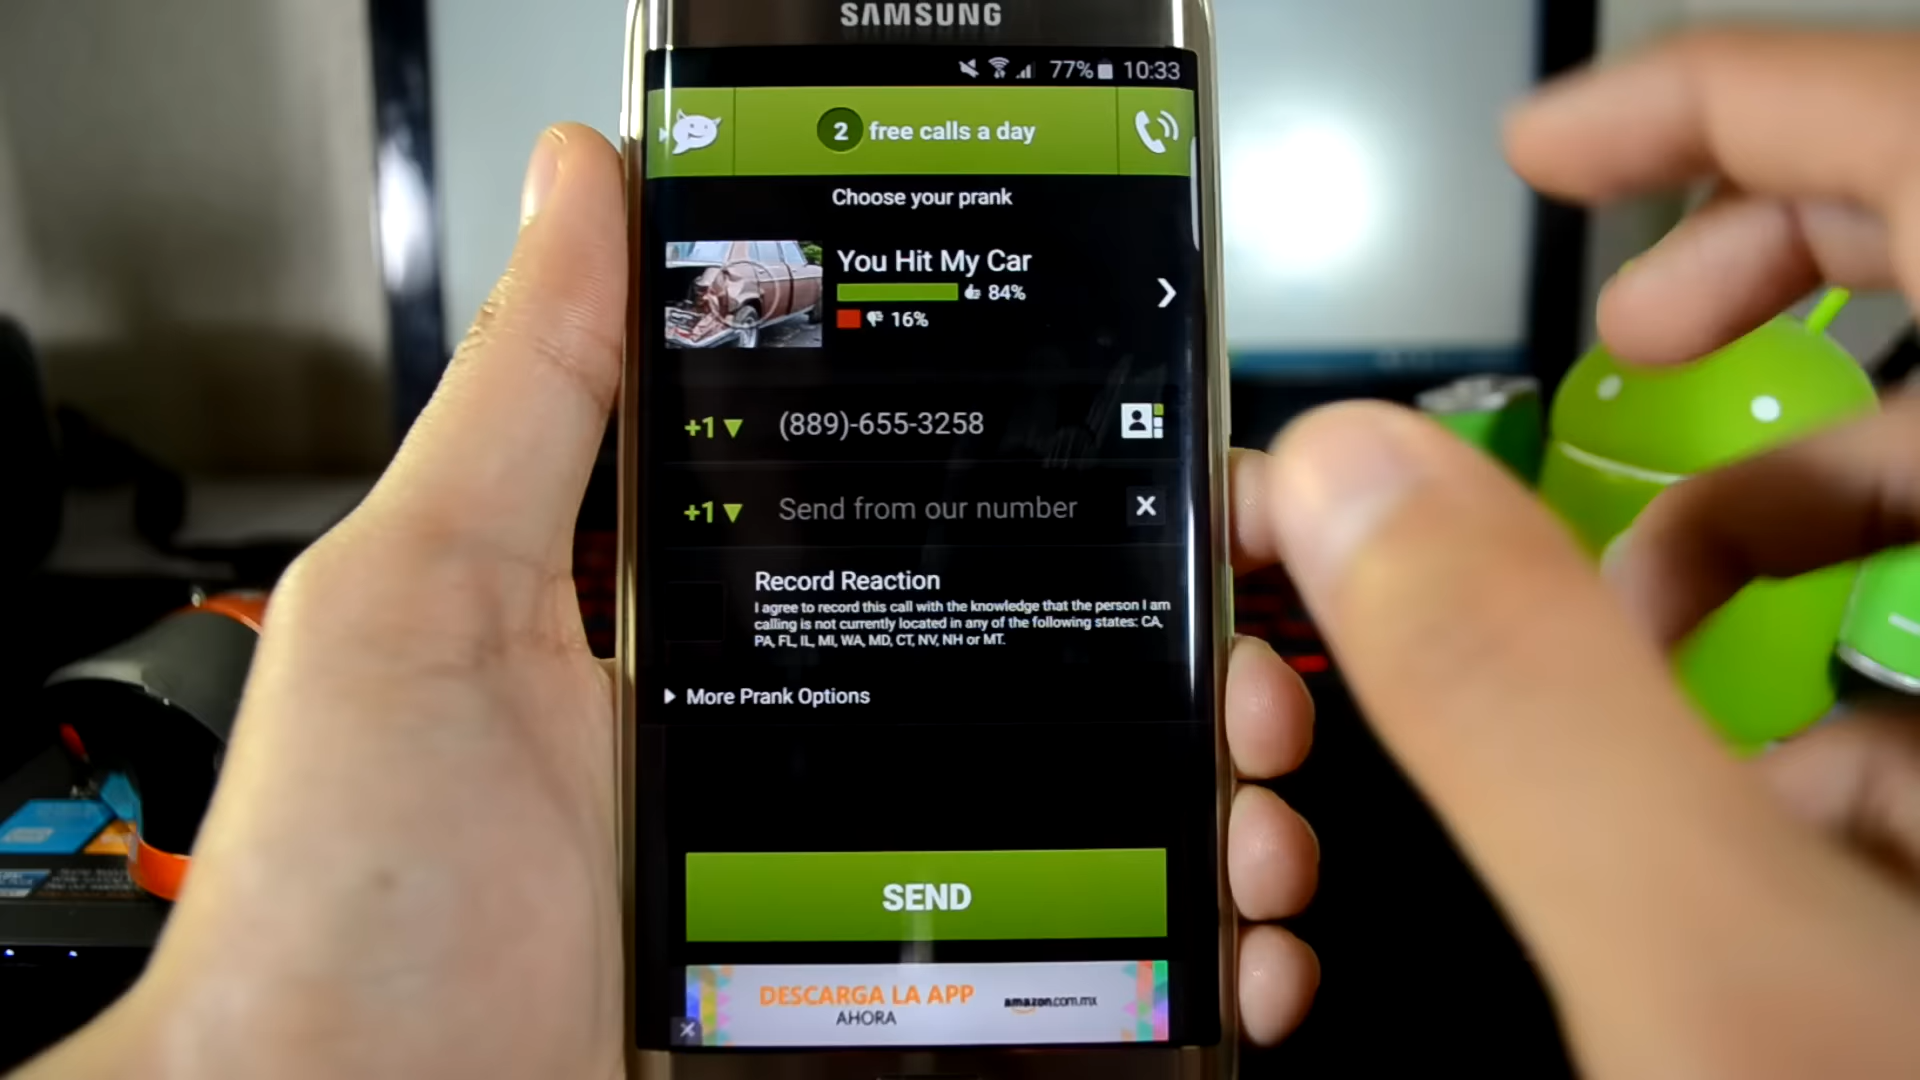 SAMSUNG
77% 10:33
2 free calls a day
Choose your prank
You Hit My Car
84%
16%
+1 (889)-655-3258
+1 Send from our number
Record Reaction
I agree to record this call with the knowledge that the person I am
calling is not currently located in any of the following states: CA,
PA, FL, IL, MI, WA, MD, CT, NV, NH or MT.
More Prank Options
SEND
DESCARGA LA APP
AHORA
amazon.com.mx